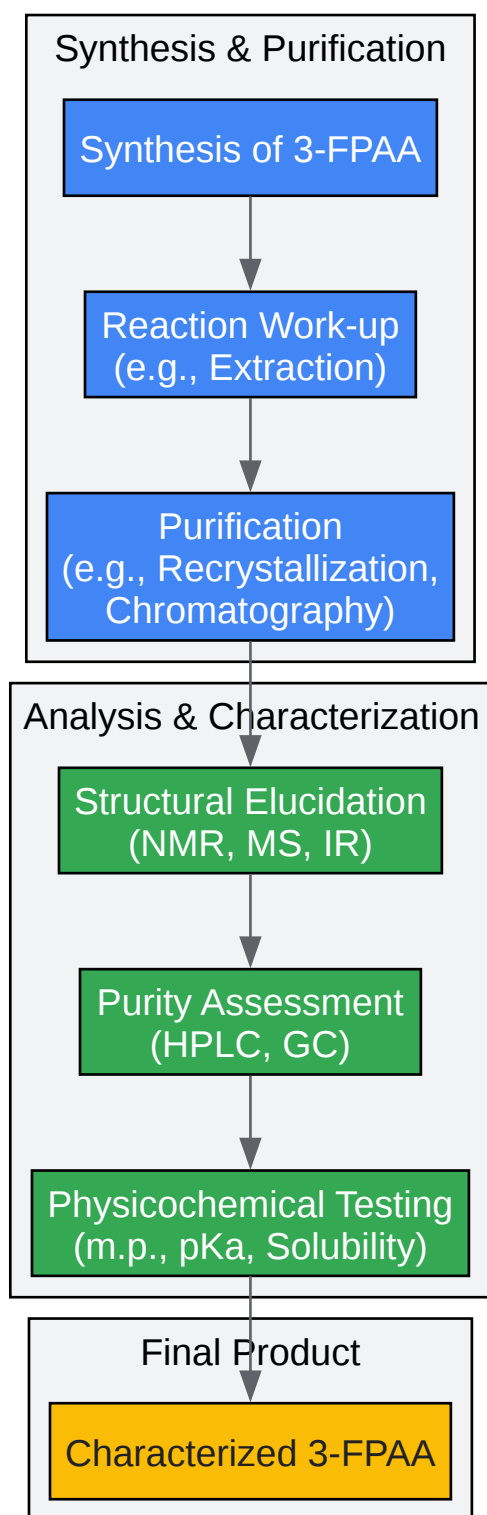 Synthesis & Purification
Synthesis of 3-FPAA
Reaction Work-up
(e.g., Extraction)
Purification
(e.g., Recrystallization,
Chromatography)
Analysis & Characterization
Structural Elucidation
(NMR, MS, IR)
Purity Assessment
(HPLC, GC)
Physicochemical Testing
(m.p., pKa, Solubility)
Final Product
Characterized 3-FPAA